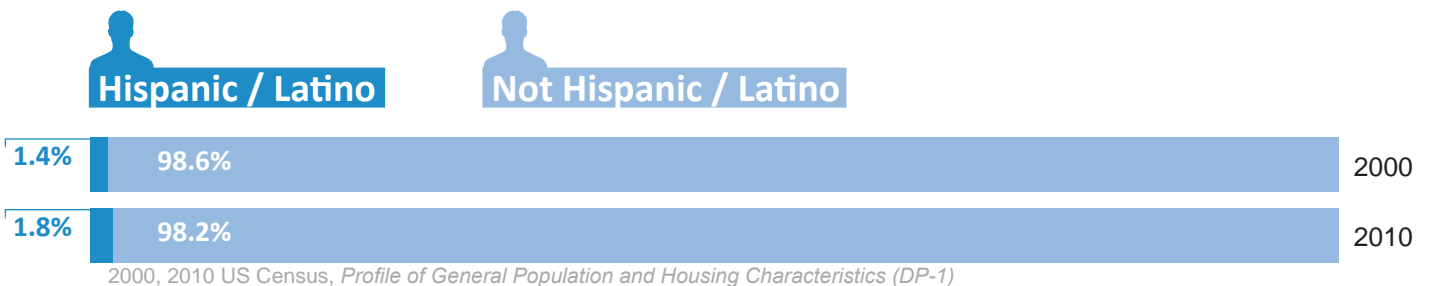 Hispanic / Latino Not Hispanic / Latino
1.4% 98.6% 2000
1.8% 98.2% 2010
2000, 2010 US Census, Profile of General Population and Housing Characteristics (DP-1)